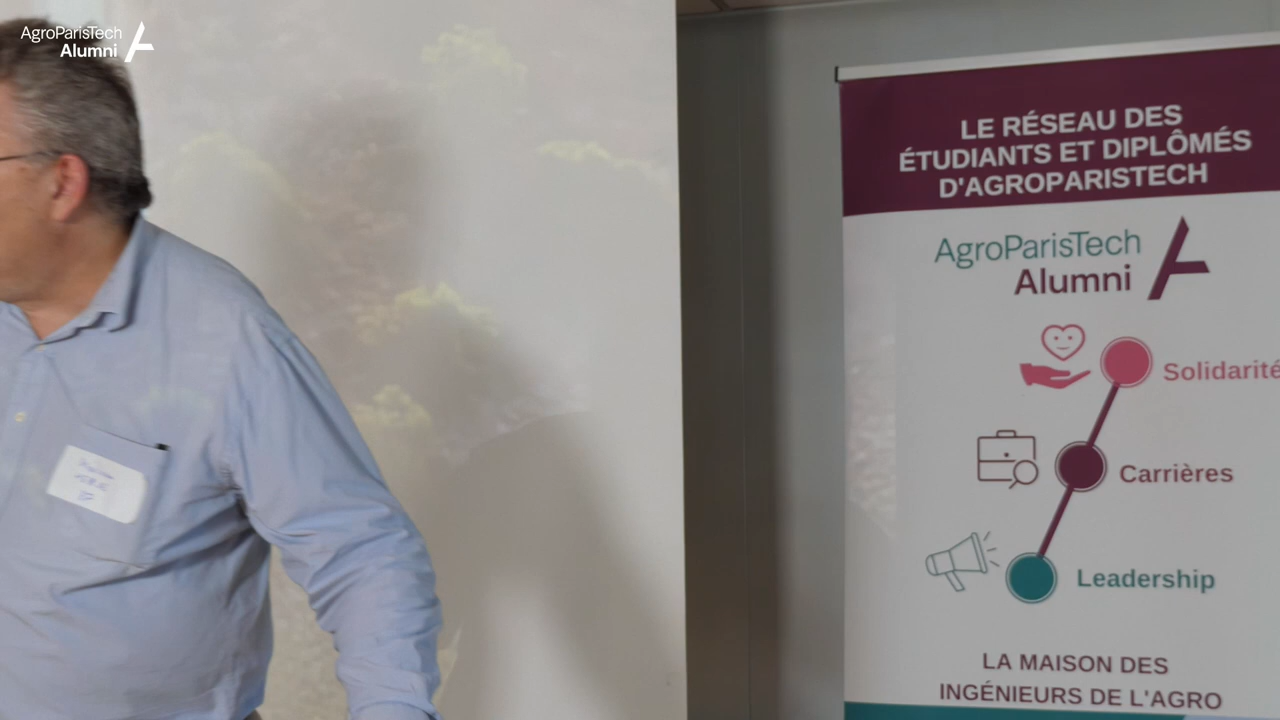 AgroParisTech
Alumni
LE RÉSEAU DES
ÉTUDIANTS ET DIPLÔMÉS
D'AGROPARISTECH
AgroParisTech
Alumni
Solidarité
Carrières
Leadership
LA MAISON DES
INGÉNIEURS DE L'AGRO